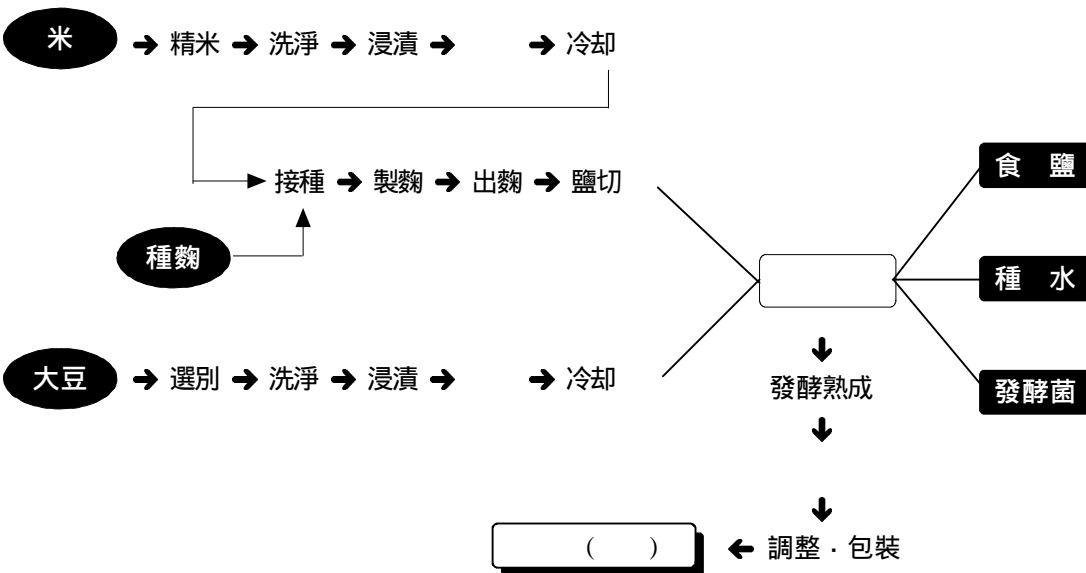 米 → 精米 → 洗淨 → 浸漬 → → 冷却
接種 → 製麴 → 出麴 → 鹽切
種麴
食 鹽
種 水
發酵菌
大豆 → 選別 → 洗淨 → 浸漬 → → 冷却
發酵熟成
( ) ← 調整 · 包裝